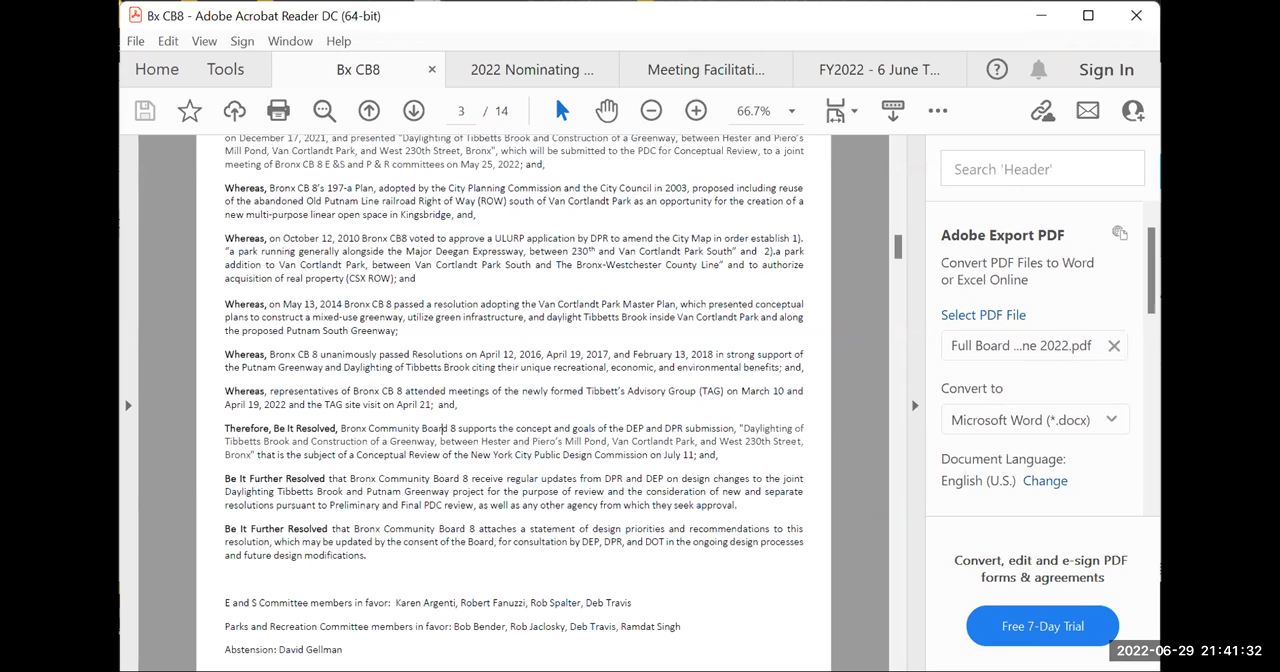 Bx CB8 - Adobe Acrobat Reader DC (64-bit)
File Edit View Sign Window Help
Home Tools Bx CB8 × 2022 Nominating ... Meeting Facilitati... FY2022 - 6 June T... Sign In
3 / 14 66.7%
on December 17, 2021, and presented "Daylighting of Tibbetts Brook and Construction of a Greenway, between Hester and Piero's
Mill Pond, Van Cortlandt Park, and West 230th Street, Bronx", which will be submitted to the PDC for Conceptual Review, to a joint
meeting of Bronx CB 8 E &S and P & R committees on May 25, 2022; and,
Whereas, Bronx CB 8's 197-a Plan, adopted by the City Planning Commission and the City Council in 2003, proposed including reuse
of the abandoned Old Putnam Line railroad Right of Way (ROW) south of Van Cortlandt Park as an opportunity for the creation of a
new multi-purpose linear open space in Kingsbridge, and,
Whereas, on October 12, 2010 Bronx CB8 voted to approve a ULURP application by DPR to amend the City Map in order establish 1).
"a park running generally alongside the Major Deegan Expressway, between 230th and Van Cortlandt Park South" and 2).a park
addition to Van Cortlandt Park, between Van Cortlandt Park South and The Bronx-Westchester County Line" and to authorize
acquisition of real property (CSX ROW); and
Whereas, on May 13, 2014 Bronx CB 8 passed a resolution adopting the Van Cortlandt Park Master Plan, which presented conceptual
plans to construct a mixed-use greenway, utilize green infrastructure, and daylight Tibbetts Brook inside Van Cortlandt Park and along
the proposed Putnam South Greenway;
Whereas, Bronx CB 8 unanimously passed Resolutions on April 12, 2016, April 19, 2017, and February 13, 2018 in strong support of
the Putnam Greenway and Daylighting of Tibbetts Brook citing their unique recreational, economic, and environmental benefits; and,
Whereas, representatives of Bronx CB 8 attended meetings of the newly formed Tibbett's Advisory Group (TAG) on March 10 and
April 19, 2022 and the TAG site visit on April 21; and,
Therefore, Be It Resolved, Bronx Community Board 8 supports the concept and goals of the DEP and DPR submission, "Daylighting of
Tibbetts Brook and Construction of a Greenway, between Hester and Piero's Mill Pond, Van Cortlandt Park, and West 230th Street,
Bronx" that is the subject of a Conceptual Review of the New York City Public Design Commission on July 11; and,
Be It Further Resolved that Bronx Community Board 8 receive regular updates from DPR and DEP on design changes to the joint
Daylighting Tibbetts Brook and Putnam Greenway project for the purpose of review and the consideration of new and separate
resolutions pursuant to Preliminary and Final PDC review, as well as any other agency from which they seek approval.
Be It Further Resolved that Bronx Community Board 8 attaches a statement of design priorities and recommendations to this
resolution, which may be updated by the consent of the Board, for consultation by DEP, DPR, and DOT in the ongoing design processes
and future design modifications.
E and S Committee members in favor: Karen Argenti, Robert Fanuzzi, Rob Spalter, Deb Travis
Parks and Recreation Committee members in favor: Bob Bender, Rob Jaclosky, Deb Travis, Ramdat Singh
Abstension: David Gellman
Search 'Header'
Adobe Export PDF
Convert PDF Files to Word
or Excel Online
Select PDF File
Full Board ...ne 2022.pdf
Convert to
Microsoft Word (*.docx)
Document Language:
English (U.S.) Change
Convert, edit and e-sign PDF
forms & agreements
Free 7-Day Trial
2022-06-29 21:41:32